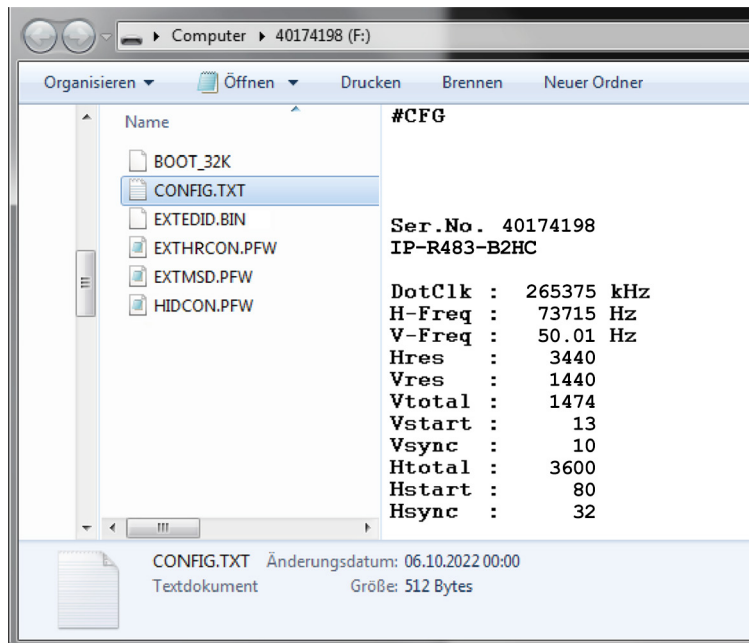 Computer 40174198 (F:)
Organisieren Öffnen Drucken Brennen Neuer Ordner
Name
BOOT_32K
CONFIG.TXT
EXTEDID.BIN
EXTHRCON.PFW
EXTMSD.PFW
HIDCON.PFW
#CFG
Ser.No. 40174198
IP-R483-B2HC
DotClk : 265375 kHz
H-Freq : 73715 Hz
V-Freq : 50.01 Hz
Hres : 3440
Vres : 1440
Vtotal : 1474
Vstart : 13
Vsync : 10
Htotal : 3600
Hstart : 80
Hsync : 32
CONFIG.TXT Änderungsdatum: 06.10.2022 00:00
Textdokument Größe: 512 Bytes